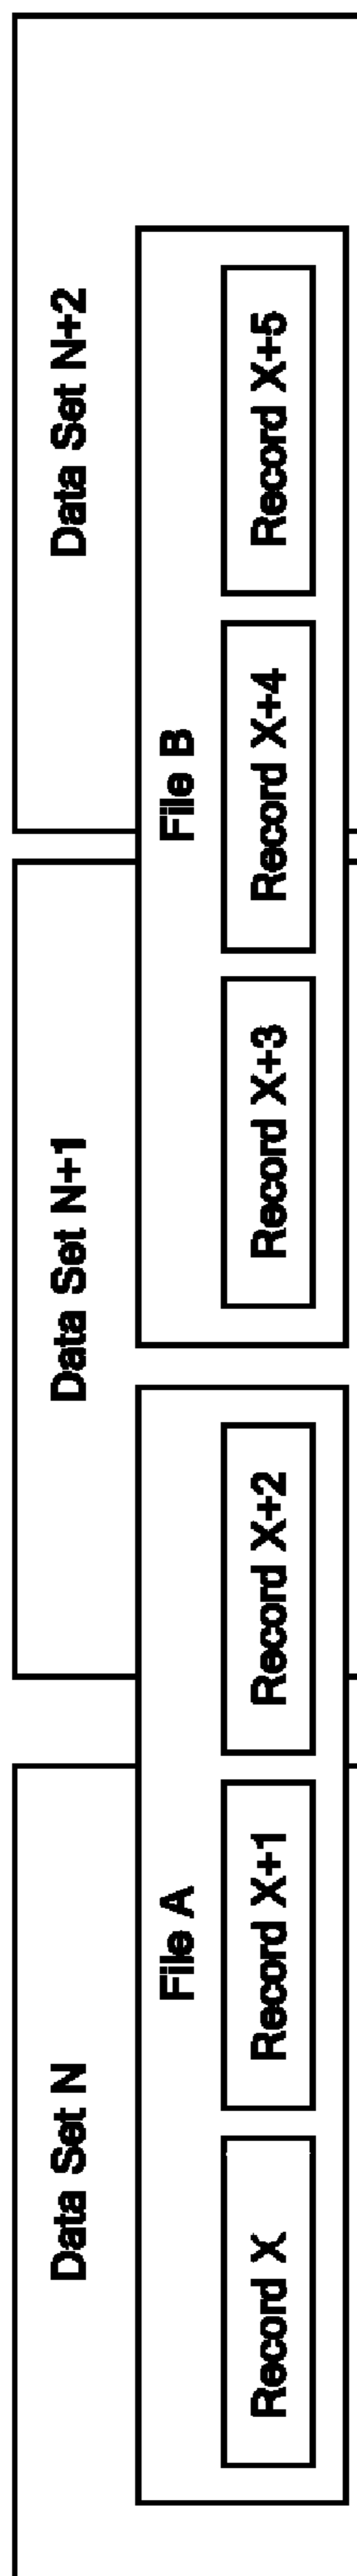 Data Set N
Data Set N+1
Data Set N+2
File A
File B
Record X
Record X+1
Record X+2
Record X+3
Record X+4
Record X+5